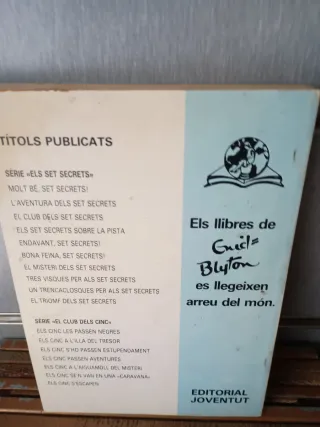 TÍTOLS PUBLICATS
SÈRIE «ELS SET SECRETS»
MOLT BÉ, SET SECRETS!
L'AVENTURA DELS SET SECRETS
EL CLUB DELS SET SECRETS
ELS SET SECRETS SOBRE LA PISTA
ENDAVANT, SET SECRETS!
BONA FEINA, SET SECRETS!
EL MISTERI DELS SET SECRETS
TRES VISQUES PER ALS SET SECRETS
UN TRENCACLOSQUES PER ALS SET SECRETS
EL TRIOMF DELS SET SECRETS
SÈRIE «EL CLUB DELS CINC»
ELS CINC LES PASSEN NEGRES
ELS CINC A L'ILLA DEL TRESOR
ELS CINC S'HO PASSEN ESTUPENDAMENT
ELS CINC PASSEN AVENTURES
ELS CINC A L'AIGUAMOLL DEL MISTERI
ELS CINC SE'N VAN EN UNA «CARAVANA»
ELS CINC S'ESCAPEN
Els llibres de
Enid
Blyton
es llegeixen
arreu del món.
EDITORIAL
JOVENTUT